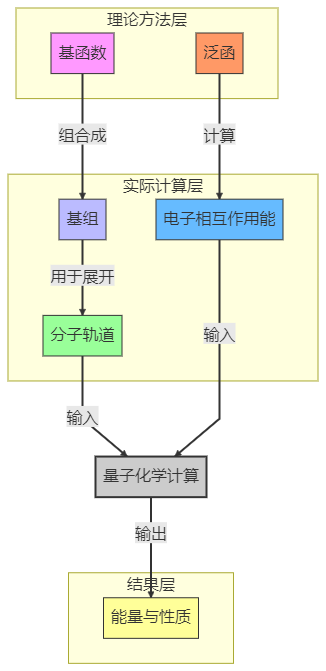 理论方法层
基函数
泛函
组合成
计算
实际计算层
基组
电子相互作用能
用于展开
分子轨道
输入
输入
量子化学计算
输出
结果层
能量与性质